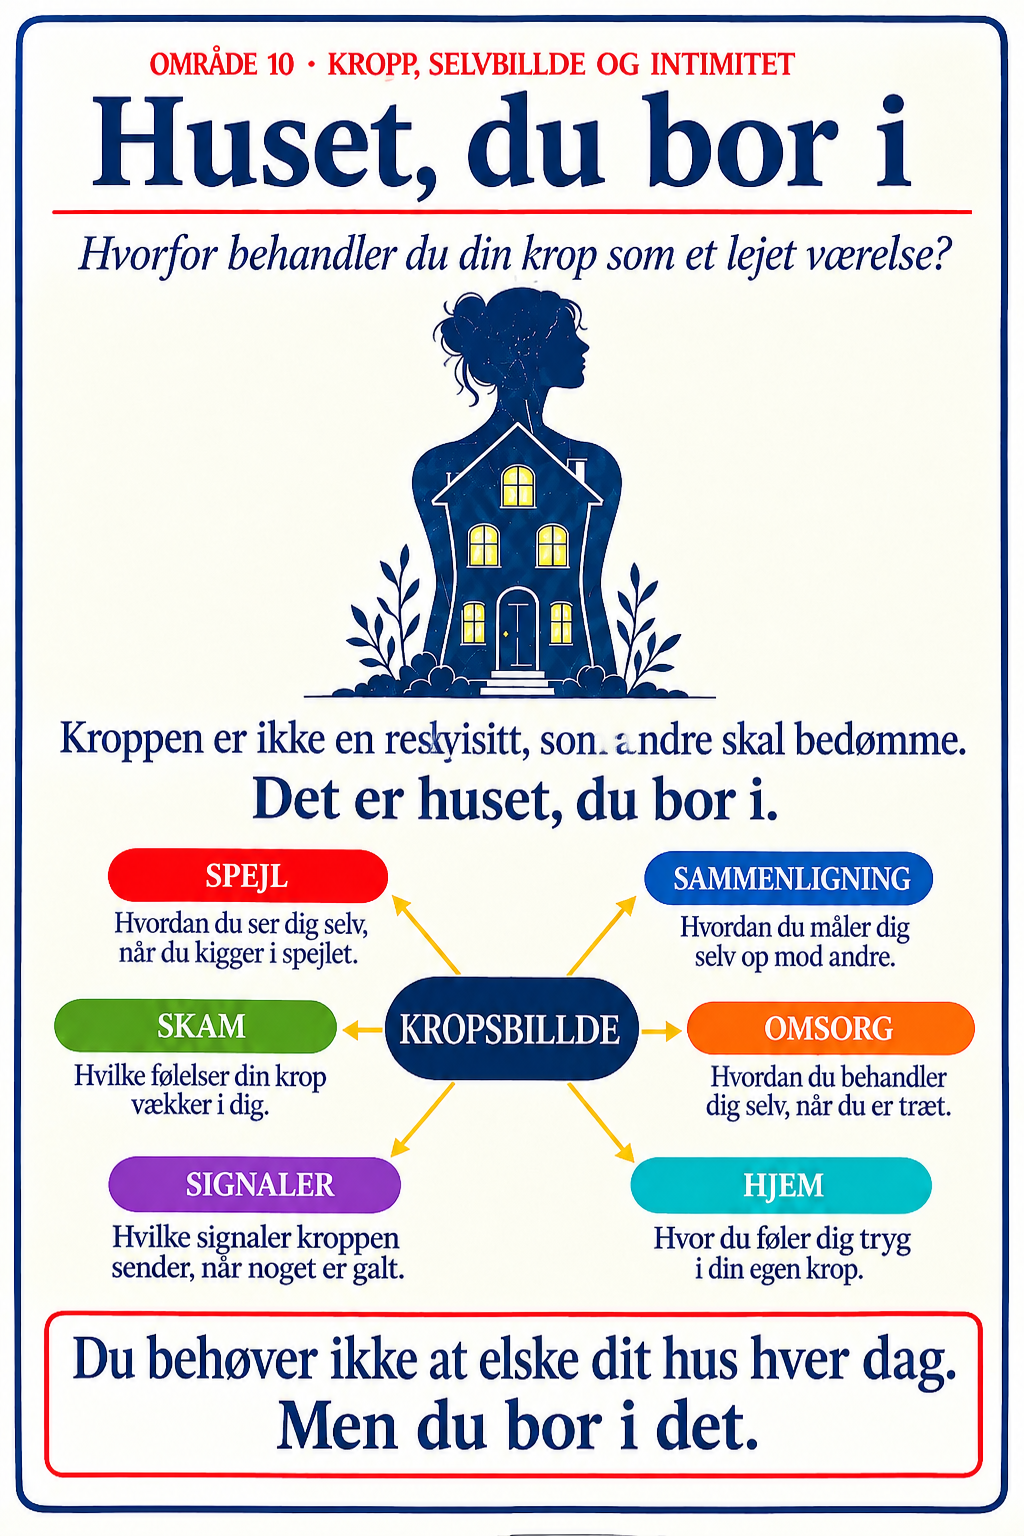 OMRÅDE 10 · KROPP, SELVBILLDE OG INTIMITET
Huset, du bor i
Hvorfor behandler du din krop som et lejet værelse?
Kroppen er ikke en skal bedømme.
Det er huset, du bor i.
SPEJL
Hvordan du ser dig selv,
når du kigger i spejlet.
SAMMENLIGNING
Hvordan du måler dig
selv op mod andre.
SKAM
Hvilke følelser din krop
vækker i dig.
KROPSBILLDE
OMSORG
Hvordan du behandler
dig selv, når du er træt.
SIGNALER
Hvilke signaler kroppen
sender, når noget er galt.
HJEM
Hvor du føler dig tryg
i din egen krop.
Du behøver ikke at elske dit hus hver dag.
Men du bor i det.